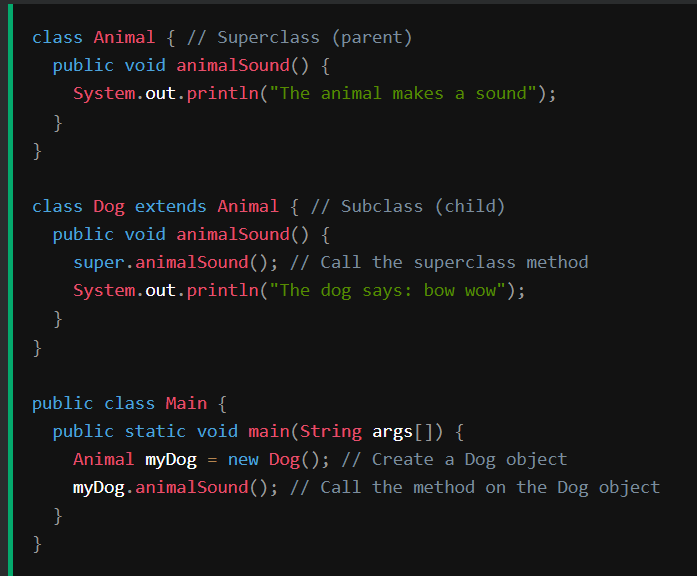 class Animal { // Superclass (parent)
  public void animalSound() {
    System.out.println("The animal makes a sound");
  }
}

class Dog extends Animal { // Subclass (child)
  public void animalSound() {
    super.animalSound(); // Call the superclass method
    System.out.println("The dog says: bow wow");
  }
}

public class Main {
  public static void main(String args[]) {
    Animal myDog = new Dog(); // Create a Dog object
    myDog.animalSound(); // Call the method on the Dog object
  }
}